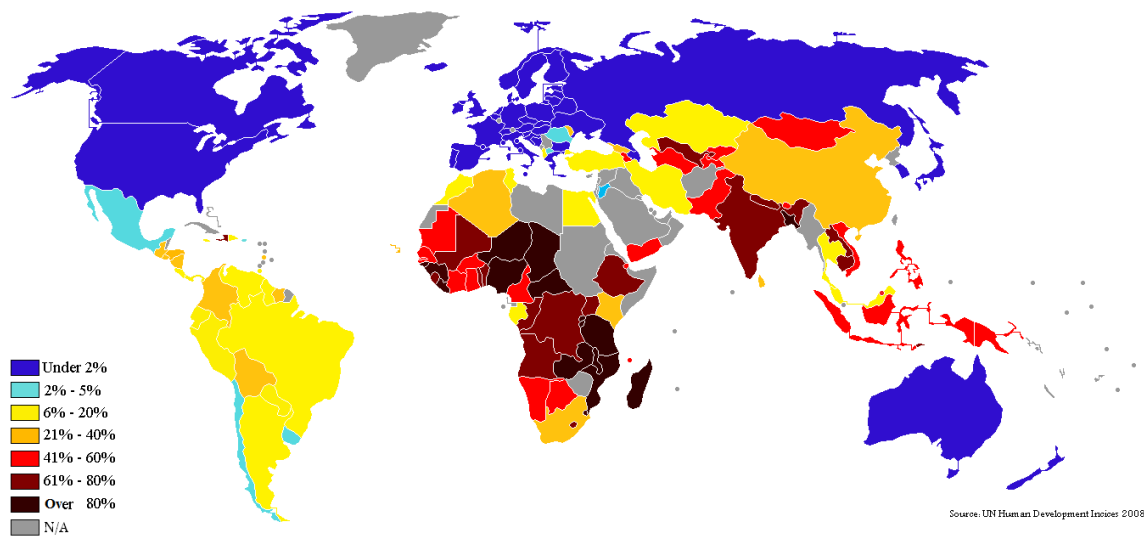 Under 2%
2% - 5%
6% - 20%
21% - 40%
41% - 60%
61% - 80%
Over 80%
N/A
Source: UN Human Development Incices 2008